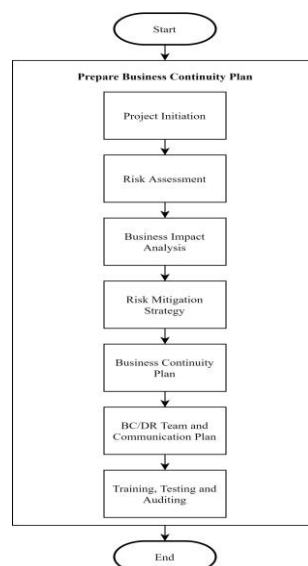 Start
Prepare Business Continuity Plan
Project Initiation
Risk Assessment
Business Impact
Analysis
Risk Mitigation
Strategy
Business Continuity
Plan
BC/DR Team and
Communication Plan
Training, Testing and
Auditing
End